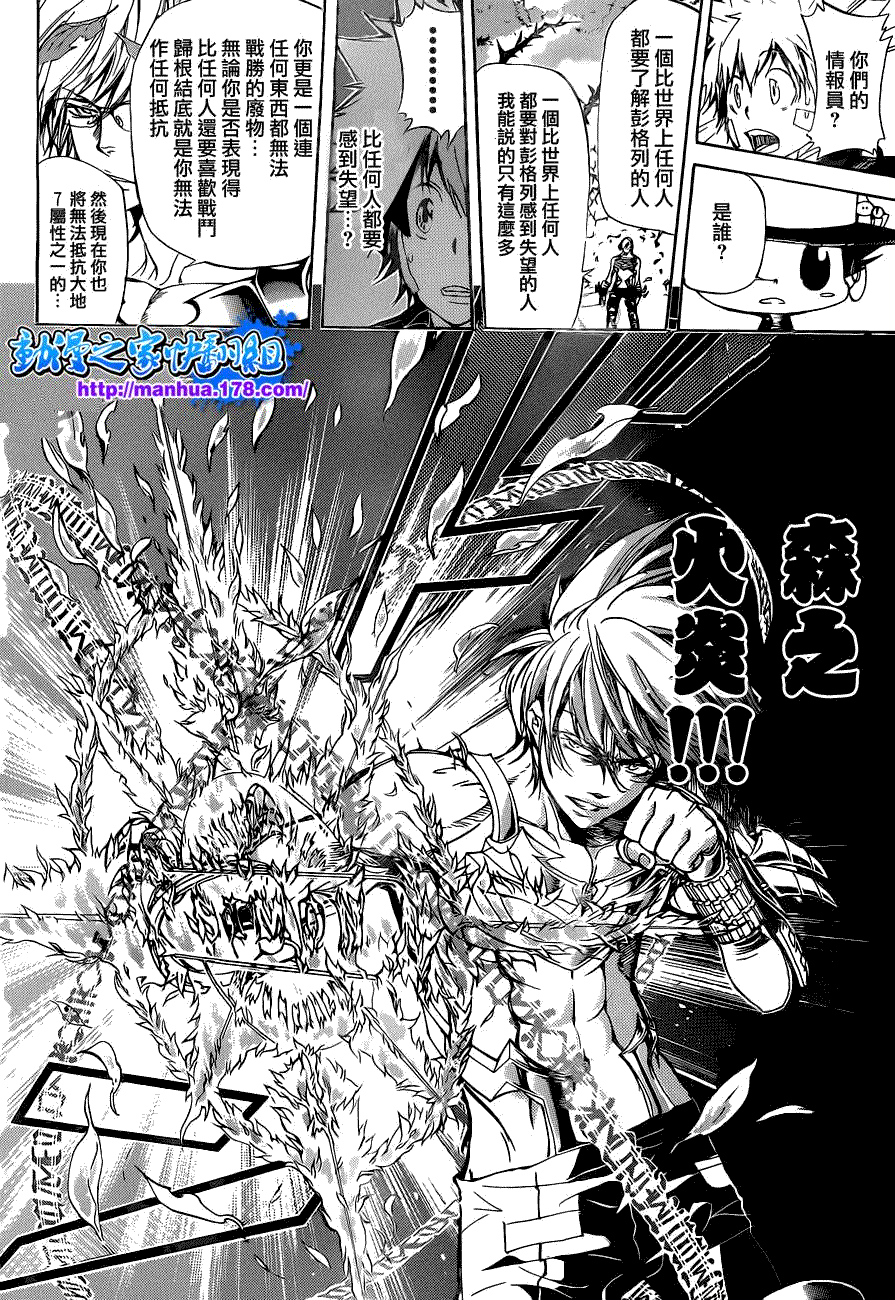 你們的
情報員?
是誰?
一個比世界上任何人
都要了解彭格列的人
一個比世界上任何人
都要對彭格列感到失望的人
我能說的只有這麼多
………
比任何人都要
感到失望…?
你更是一個連
任何東西都無法
戰勝的廢物…
無論你是否表現得
比任何人還要喜歡戰鬥
歸根結底就是你無法
作任何抵抗
然後現在你也
將無法抵抗大地
7屬性之一的…
動漫之家快翻組
http://manhua.178.com/
森之
火炎!!!